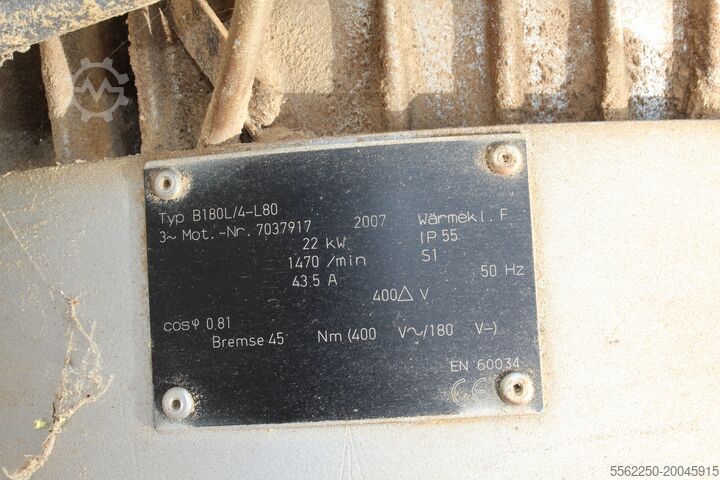 Typ B180L/4-L80
3~ Mot.-Nr. 7037917 2007 Wärmekl. F
22 kW IP 55
1470 /min S1
43.5 A 50 Hz
400△ V
cosφ 0,81
Bremse 45 Nm (400 V~/180 V=)
EN 60034
CE
5562250-20045915